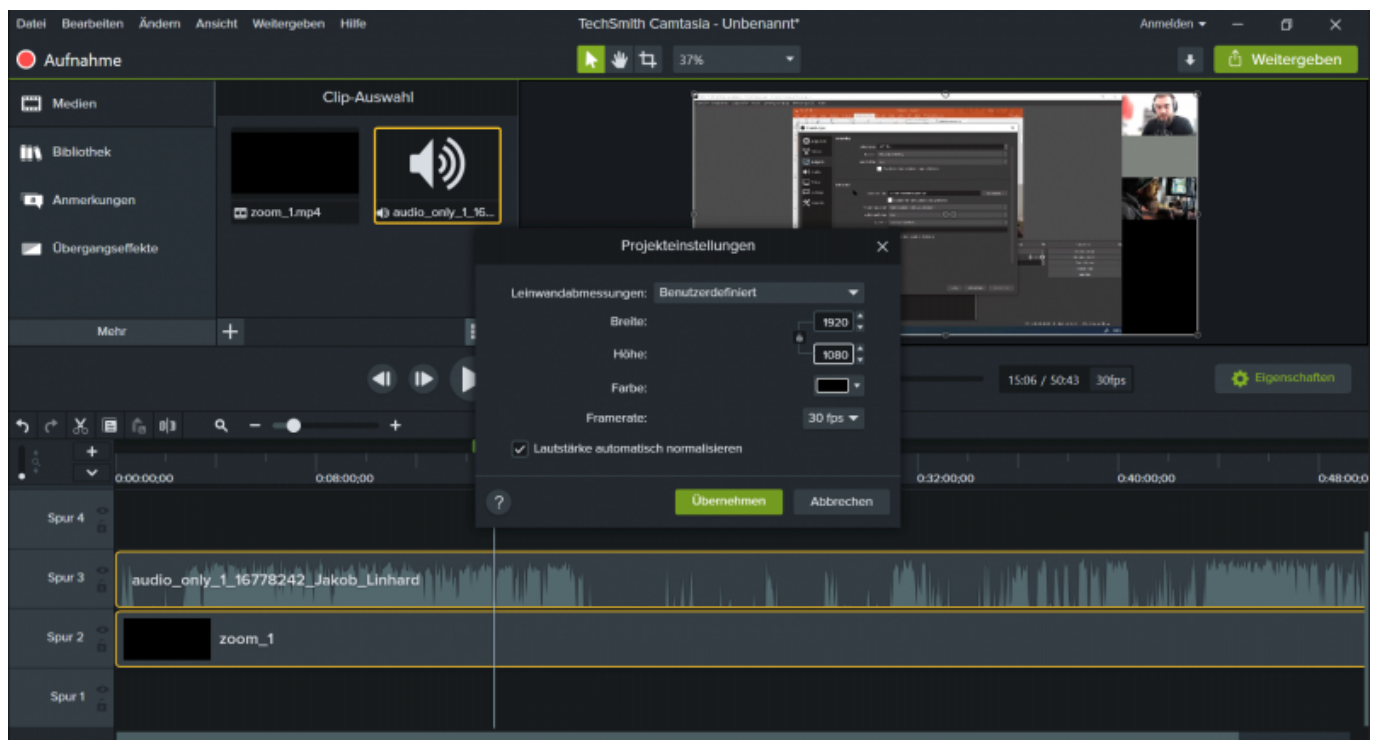 Datei Bearbeiten Ändern Ansicht Weitergeben Hilfe
TechSmith Camtasia - Unbenannt*
Anmelden
Aufnahme
37%
Weitergeben
Medien
Bibliothek
Anmerkungen
Übergangseffekte
Mehr
Clip-Auswahl
zoom_1.mp4
audio_only_1_16...
Projekteinstellungen
Leinwandabmessungen: Benutzerdefiniert
Breite: 1920
Höhe: 1080
Farbe:
Framerate: 30 fps
Lautstärke automatisch normalisieren
?
Übernehmen
Abbrechen
15:06 / 50:43 30fps
Eigenschaften
0:00:00;00
0:08:00;00
0:32:00;00
0:40:00;00
0:48:00;0
Spur 4
Spur 3
audio_only_1_16778242_Jakob_Linhard
Spur 2
zoom_1
Spur 1